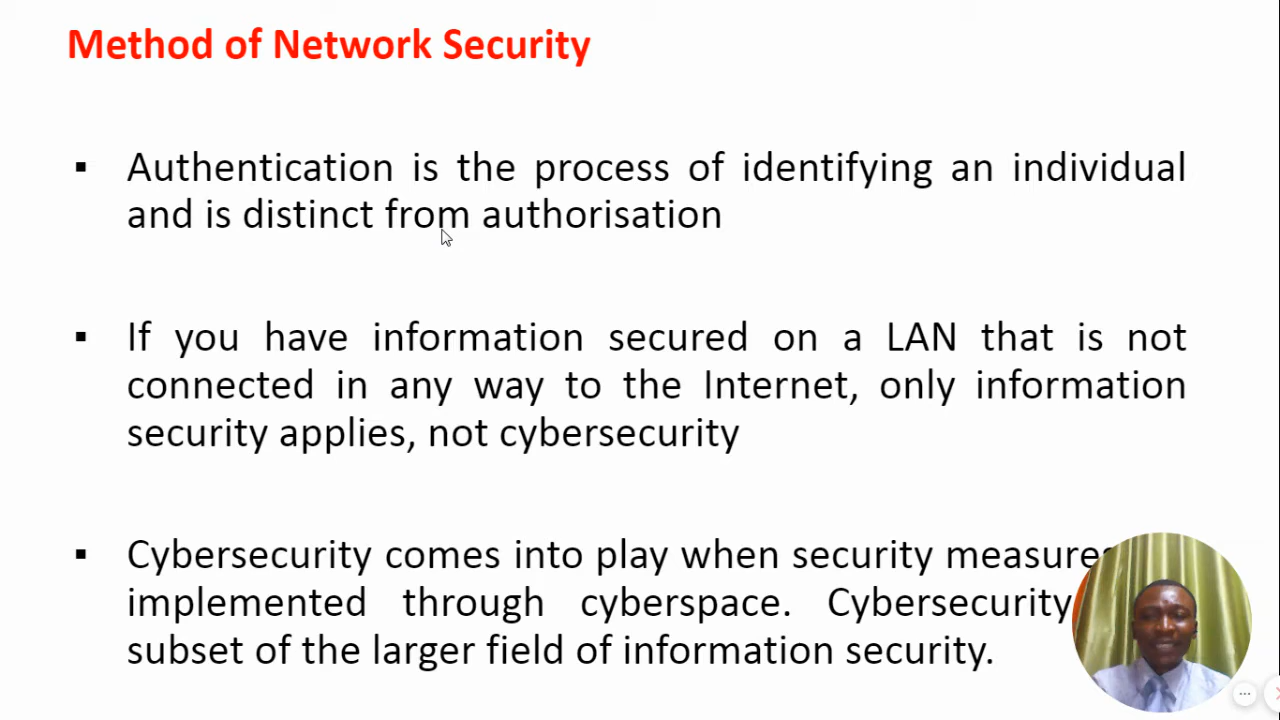 Method of Network Security
▪ Authentication is the process of identifying an individual
and is distinct from authorisation
▪ If you have information secured on a LAN that is not
connected in any way to the Internet, only information
security applies, not cybersecurity
▪ Cybersecurity comes into play when security measures
implemented through cyberspace. Cybersecurity
subset of the larger field of information security.